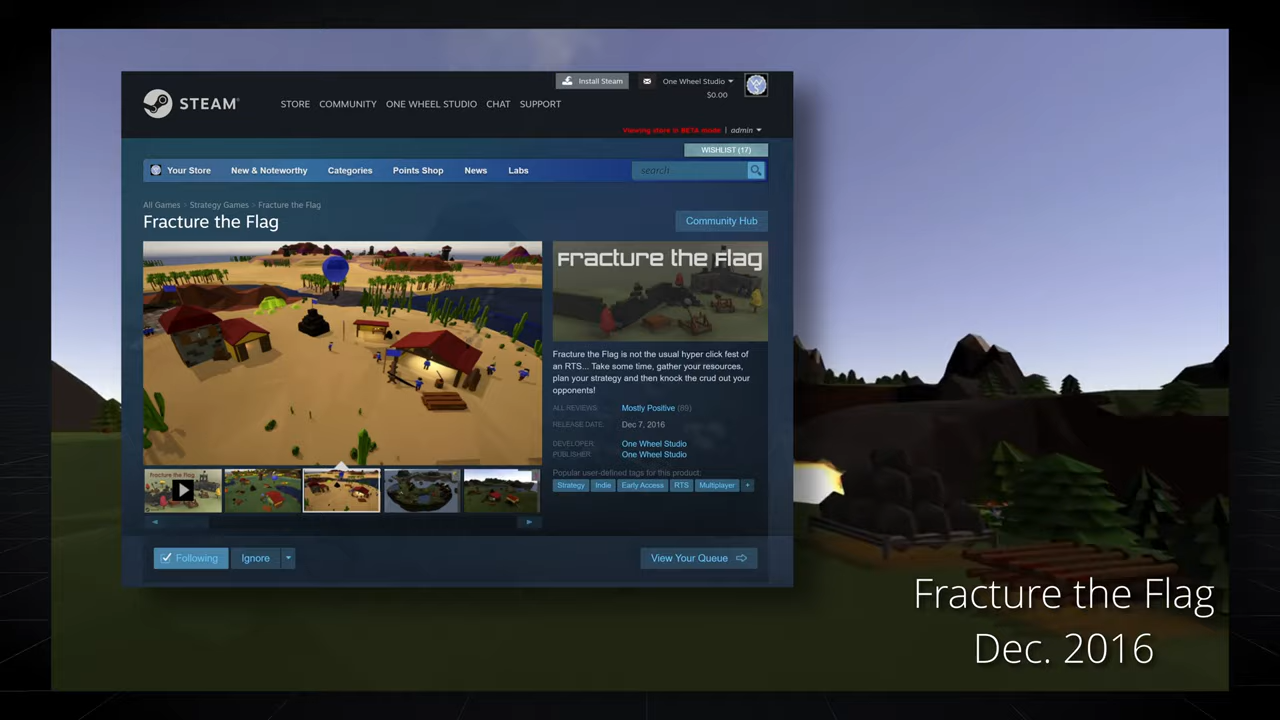 Install Steam
One Wheel Studio
$0.00
STEAM®
STORE COMMUNITY ONE WHEEL STUDIO CHAT SUPPORT
Viewing store in BETA mode | admin
WISHLIST (17)
Your Store New & Noteworthy Categories Points Shop News Labs
search
All Games > Strategy Games > Fracture the Flag
Fracture the Flag
Community Hub
Fracture the Flag
Fracture the Flag is not the usual hyper click fest of
an RTS... Take some time, gather your resources,
plan your strategy and then knock the crud out your
opponents!
ALL REVIEWS: Mostly Positive (89)
RELEASE DATE: Dec 7, 2016
DEVELOPER: One Wheel Studio
PUBLISHER: One Wheel Studio
Popular user-defined tags for this product:
Strategy Indie Early Access RTS Multiplayer +
Fracture the Flag
Following Ignore
View Your Queue
Fracture the Flag
Dec. 2016